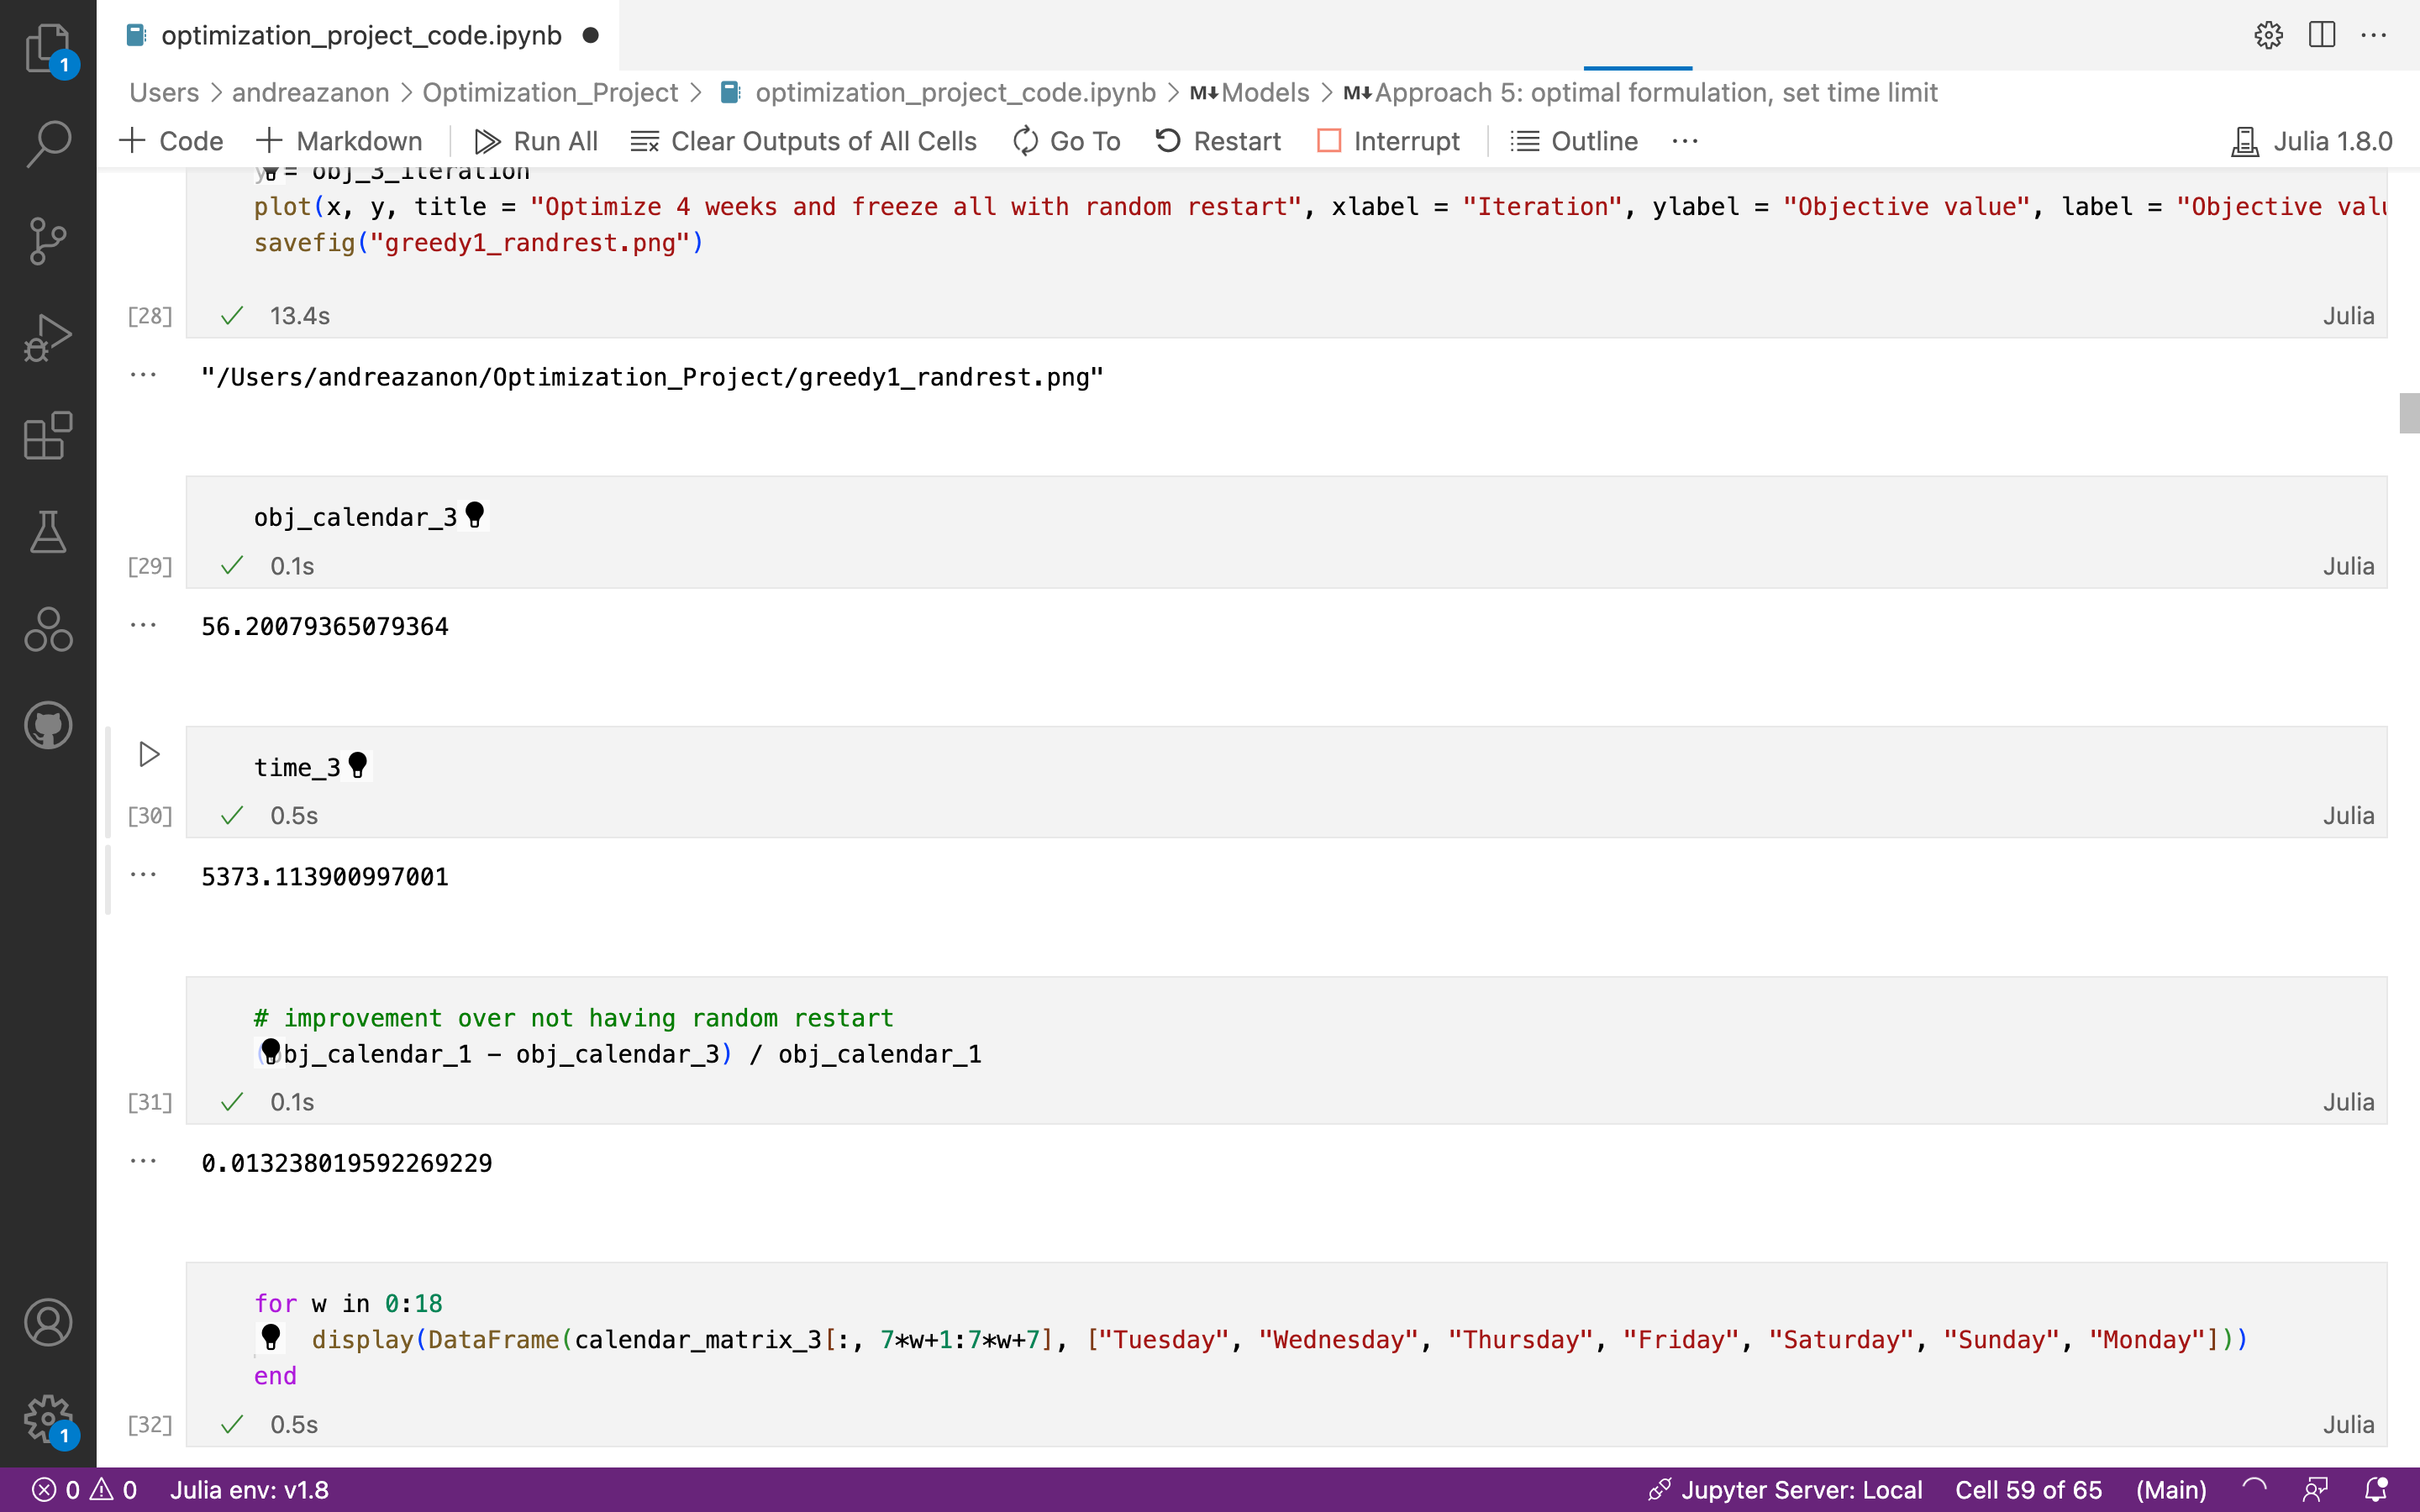 optimization_project_code.ipynb
1
Users > andreazanon > Optimization_Project > optimization_project_code.ipynb > M↓ Models > M↓ Approach 5: optimal formulation, set time limit
+ Code + Markdown Run All Clear Outputs of All Cells Go To Restart Interrupt Outline ... Julia 1.8.0
y = obj_3_iteration
plot(x, y, title = "Optimize 4 weeks and freeze all with random restart", xlabel = "Iteration", ylabel = "Objective value", label = "Objective valu
savefig("greedy1_randrest.png")
[28] 13.4s Julia
"/Users/andreazanon/Optimization_Project/greedy1_randrest.png"
obj_calendar_3
[29] 0.1s Julia
56.20079365079364
time_3
[30] 0.5s Julia
5373.113900997001
# improvement over not having random restart
(obj_calendar_1 - obj_calendar_3) / obj_calendar_1
[31] 0.1s Julia
0.013238019592269229
for w in 0:18
display(DataFrame(calendar_matrix_3[:, 7*w+1:7*w+7], ["Tuesday", "Wednesday", "Thursday", "Friday", "Saturday", "Sunday", "Monday"]))
end
[32] 0.5s Julia
1
0 0 Julia env: v1.8 Jupyter Server: Local Cell 59 of 65 (Main)